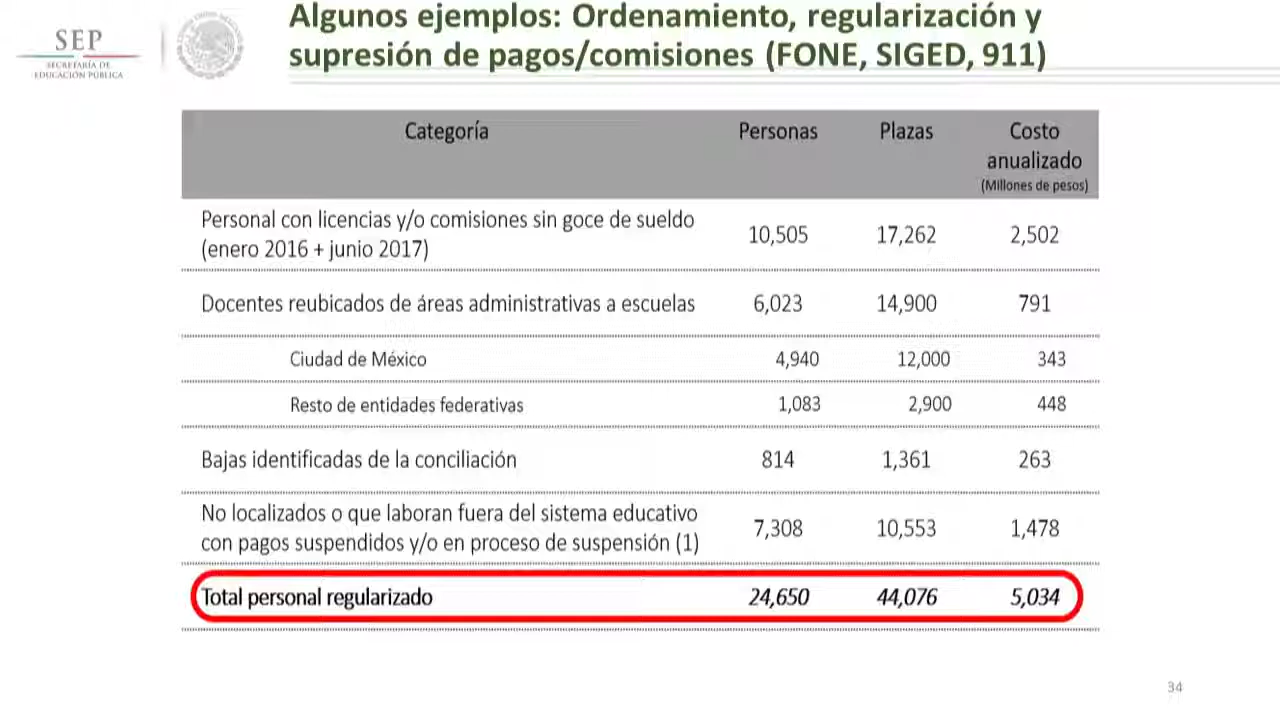 Algunos ejemplos: Ordenamiento, regularización y
supresión de pagos/comisiones (FONE, SIGED, 911)
SEP
SECRETARÍA DE
EDUCACIÓN PÚBLICA
Categoría Personas Plazas Costo
anualizado
(Millones de pesos)
Personal con licencias y/o comisiones sin goce de sueldo
(enero 2016 + junio 2017) 10,505 17,262 2,502
Docentes reubicados de áreas administrativas a escuelas 6,023 14,900 791
Ciudad de México 4,940 12,000 343
Resto de entidades federativas 1,083 2,900 448
Bajas identificadas de la conciliación 814 1,361 263
No localizados o que laboran fuera del sistema educativo
con pagos suspendidos y/o en proceso de suspensión (1) 7,308 10,553 1,478
Total personal regularizado 24,650 44,076 5,034
34